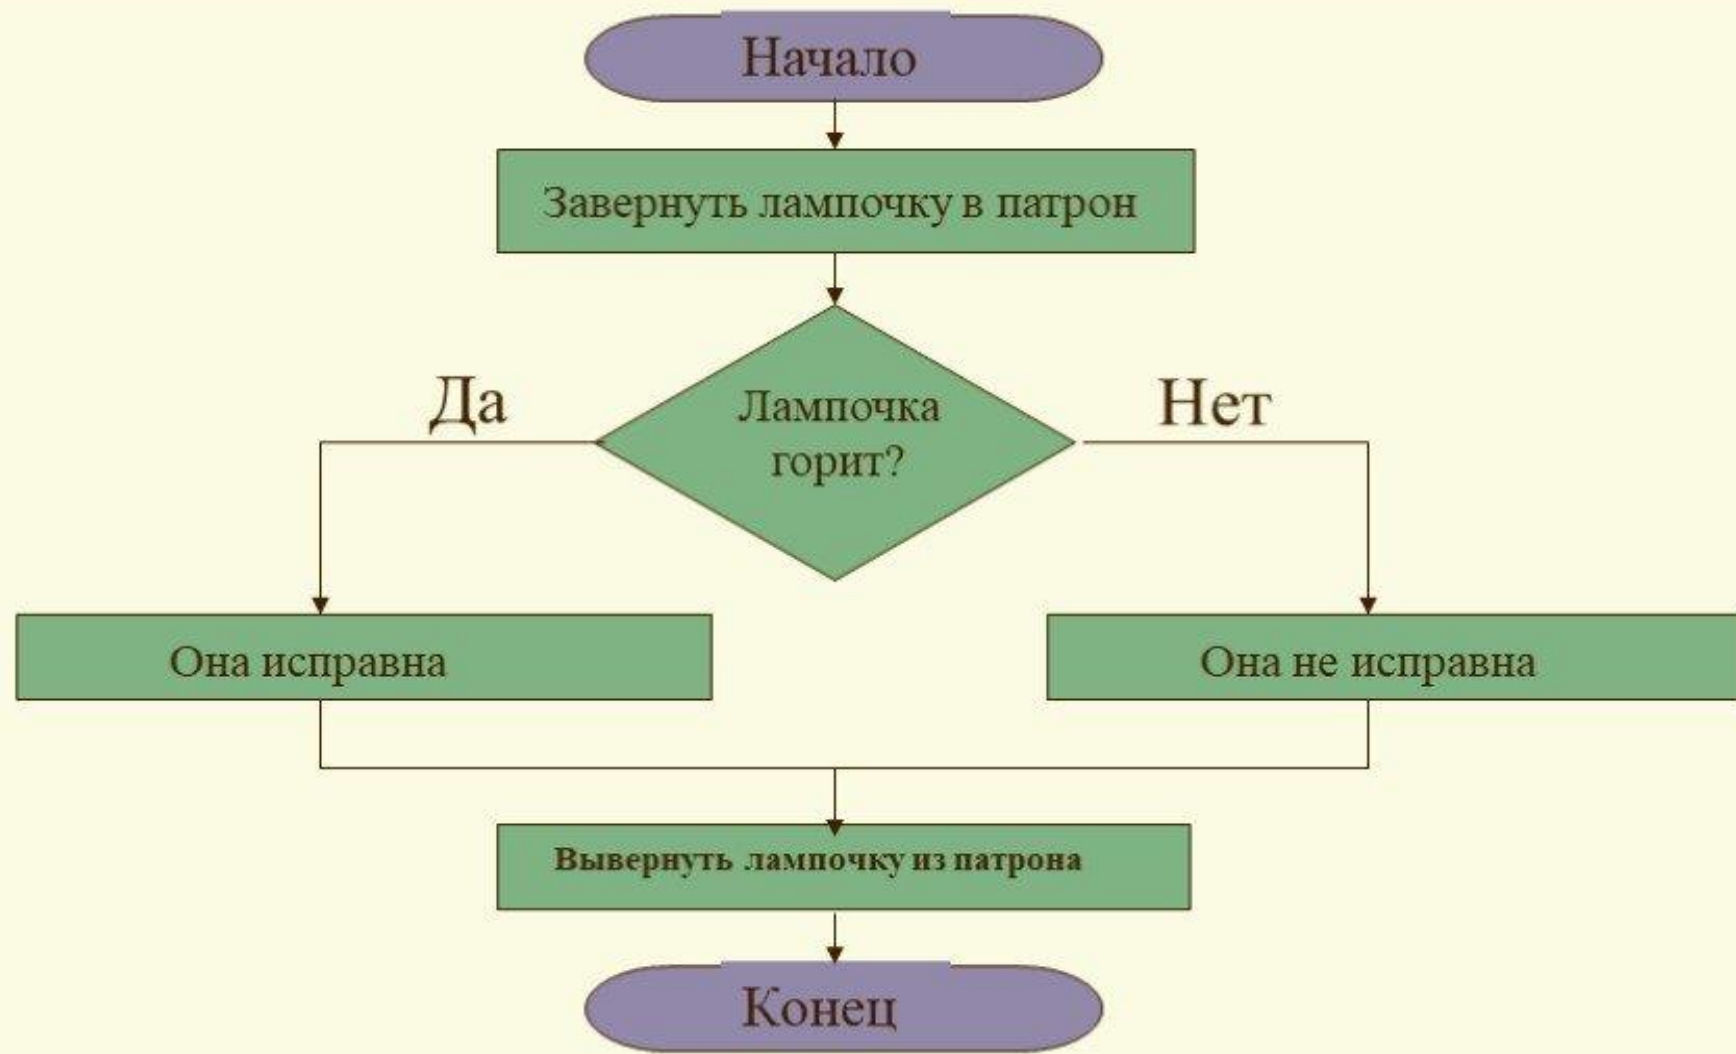 Начало
Завернуть лампочку в патрон
Да
Лампочка
горит?
Нет
Она исправна
Она не исправна
Вывернуть лампочку из патрона
Конец